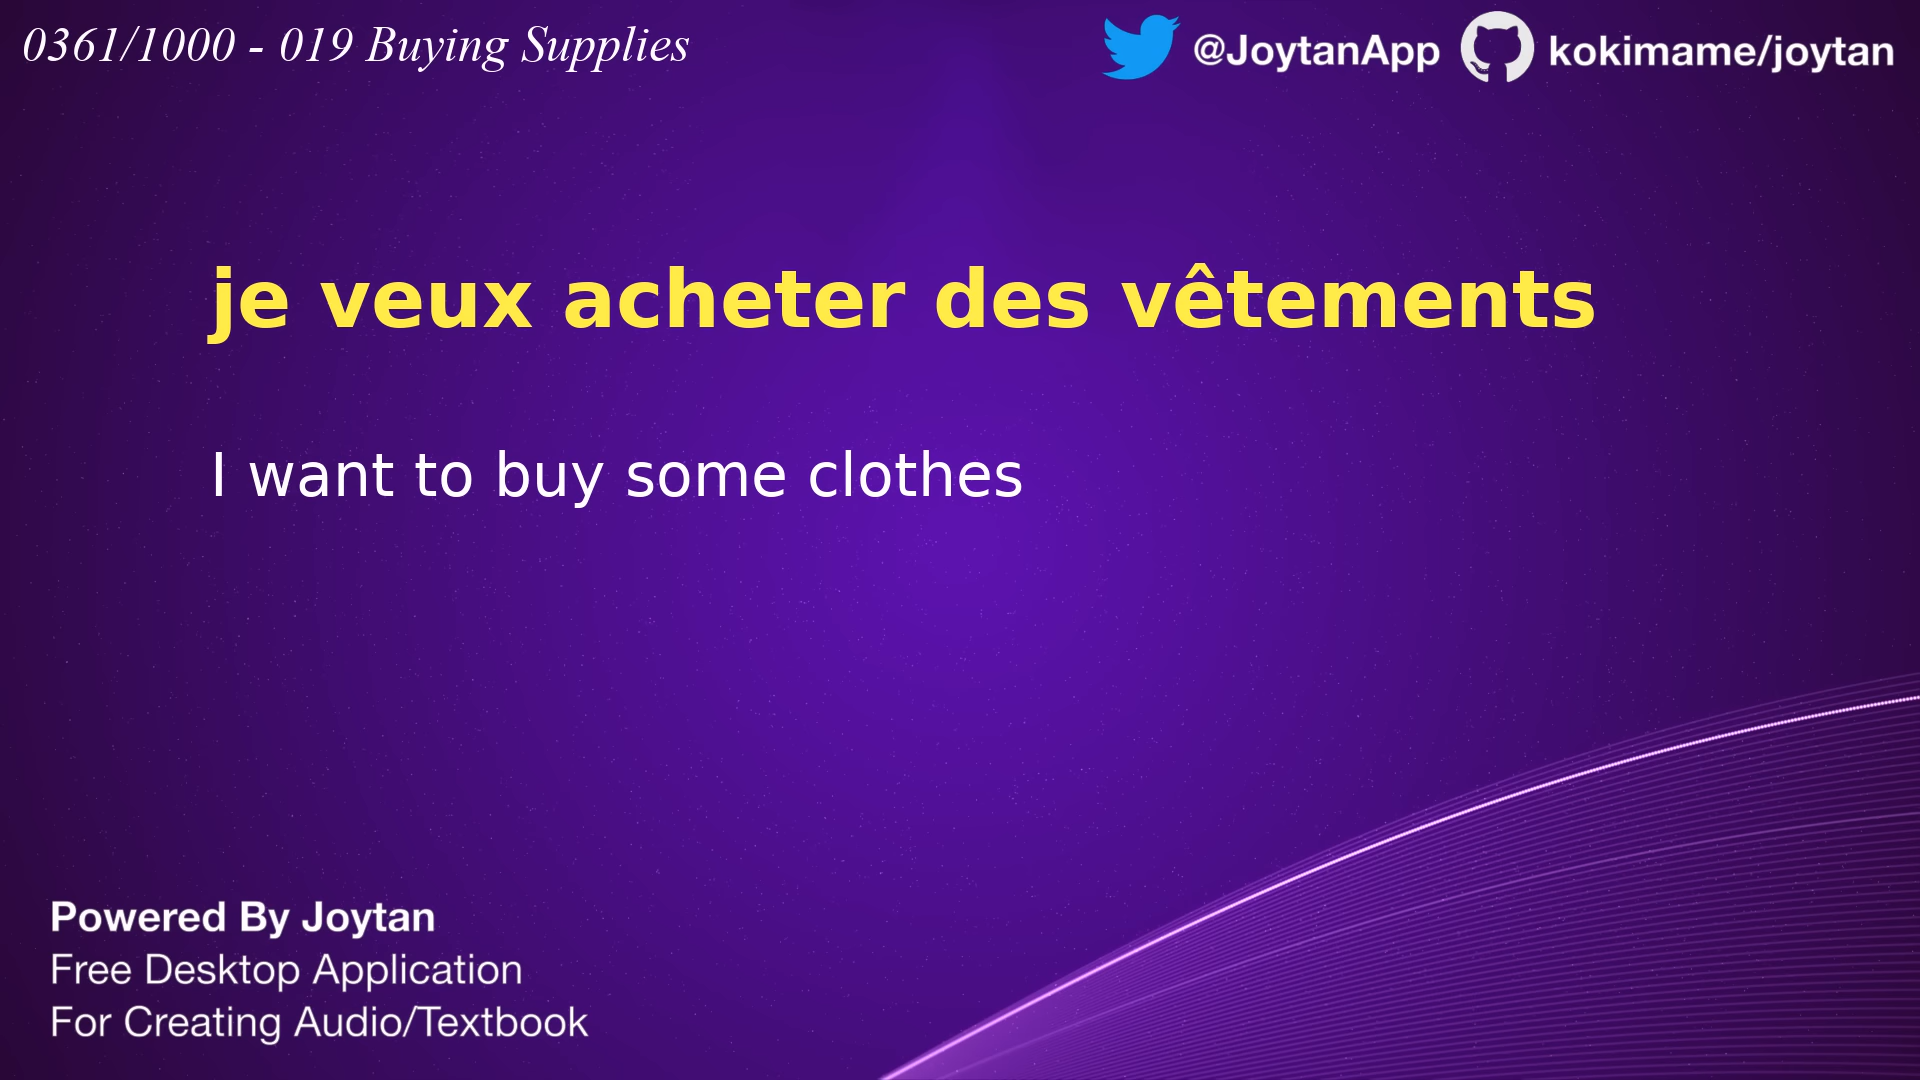 0361/1000 - 019 Buying Supplies
@JoytanApp
kokimame/joytan
je veux acheter des vêtements
I want to buy some clothes
Powered By Joytan
Free Desktop Application
For Creating Audio/Textbook